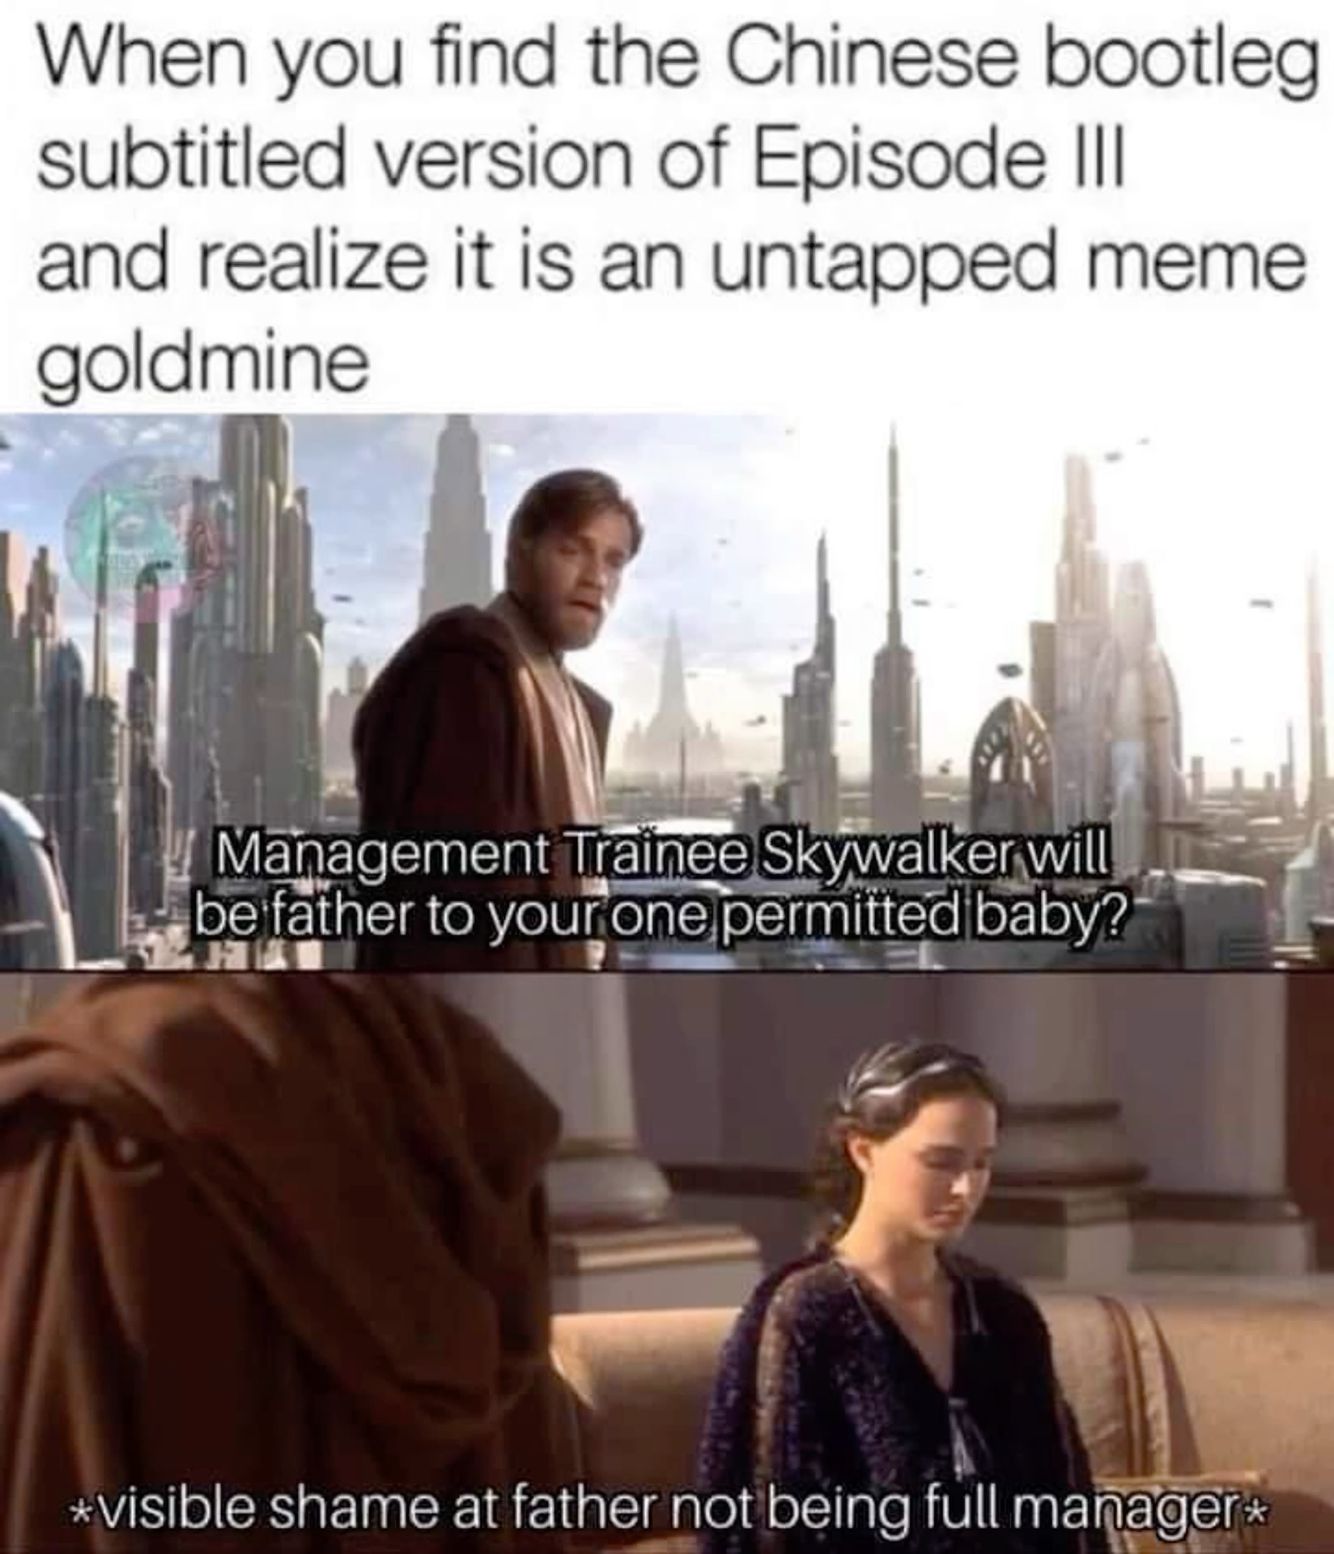 When you find the Chinese bootleg
subtitled version of Episode III
and realize it is an untapped meme
goldmine
Management Trainee Skywalker will
be father to your one permitted baby?
*visible shame at father not being full manager*